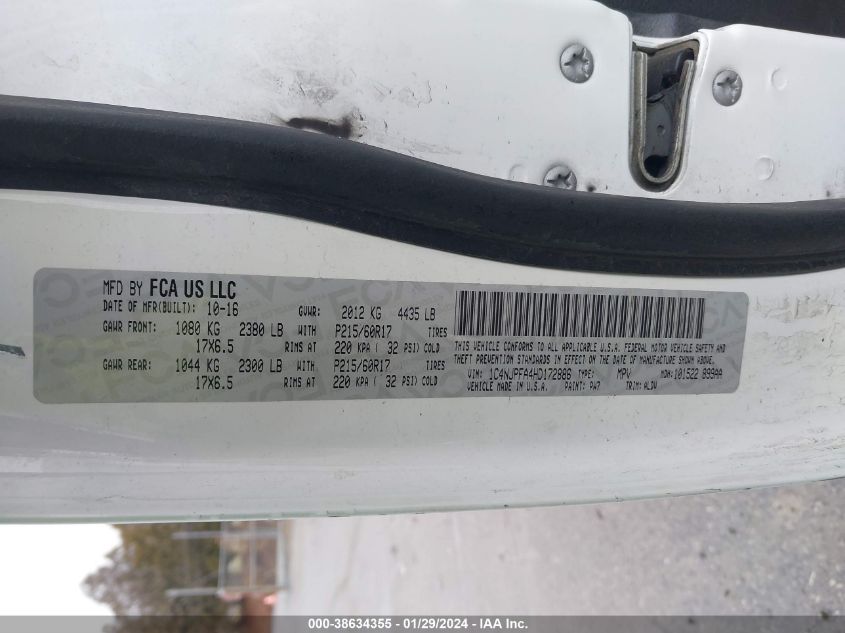 MFD BY FCA US LLC
DATE OF MFR(BUILT): 10-16 GVWR: 2012 KG 4435 LB
GAWR FRONT: 1080 KG 2380 LB WITH P215/60R17 TIRES
17X6.5 RIMS AT 220 KPA ( 32 PSI) COLD
GAWR REAR: 1044 KG 2300 LB WITH P215/60R17 TIRES
17X6.5 RIMS AT 220 KPA ( 32 PSI) COLD
THIS VEHICLE CONFORMS TO ALL APPLICABLE U.S.A. FEDERAL MOTOR VEHICLE SAFETY AND
THEFT PREVENTION STANDARDS IN EFFECT ON THE DATE OF MANUFACTURE SHOWN ABOVE.
VIN: 1C4NJPFA4HD172886 TYPE: MPV MDH: 101522 899AA
VEHICLE MADE IN U.S.A. PAINT: PW7 TRIM: ALDV
000-38634355 - 01/29/2024 - IAA Inc.